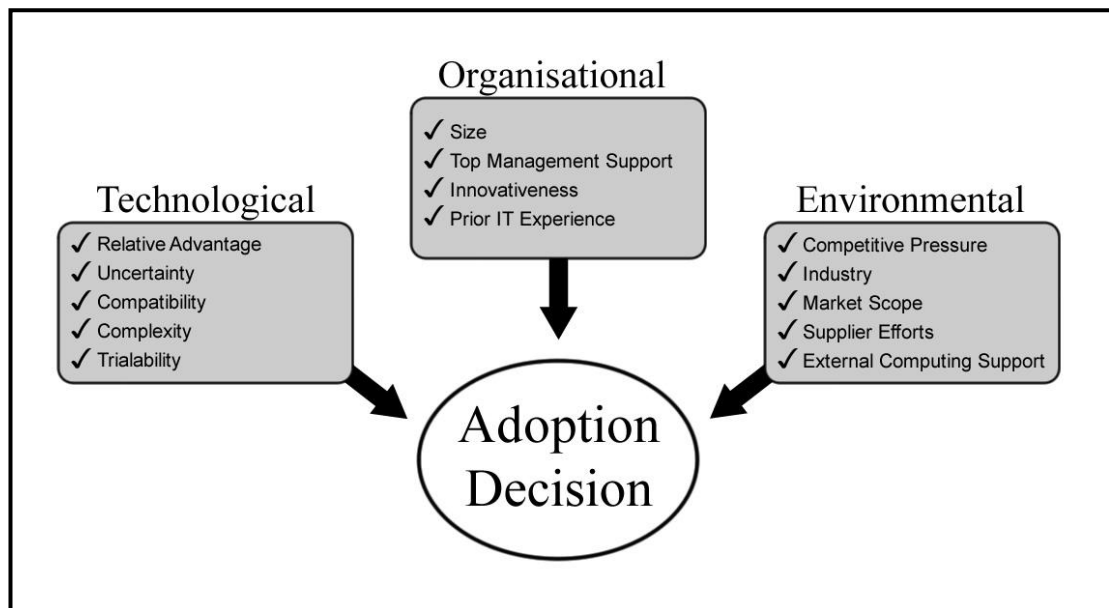 Organisational
✓ Size
✓ Top Management Support
✓ Innovativeness
✓ Prior IT Experience
Technological
✓ Relative Advantage
✓ Uncertainty
✓ Compatibility
✓ Complexity
✓ Trialability
Environmental
✓ Competitive Pressure
✓ Industry
✓ Market Scope
✓ Supplier Efforts
✓ External Computing Support
Adoption
Decision